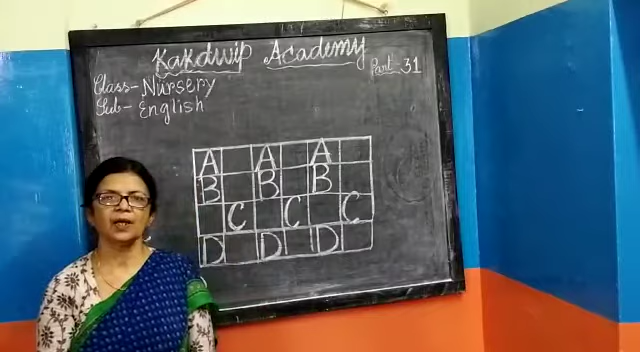 Kakdwip Academy
Part - 31
Class - Nursery
Sub - English
A A A
B B B
C C C
D D D